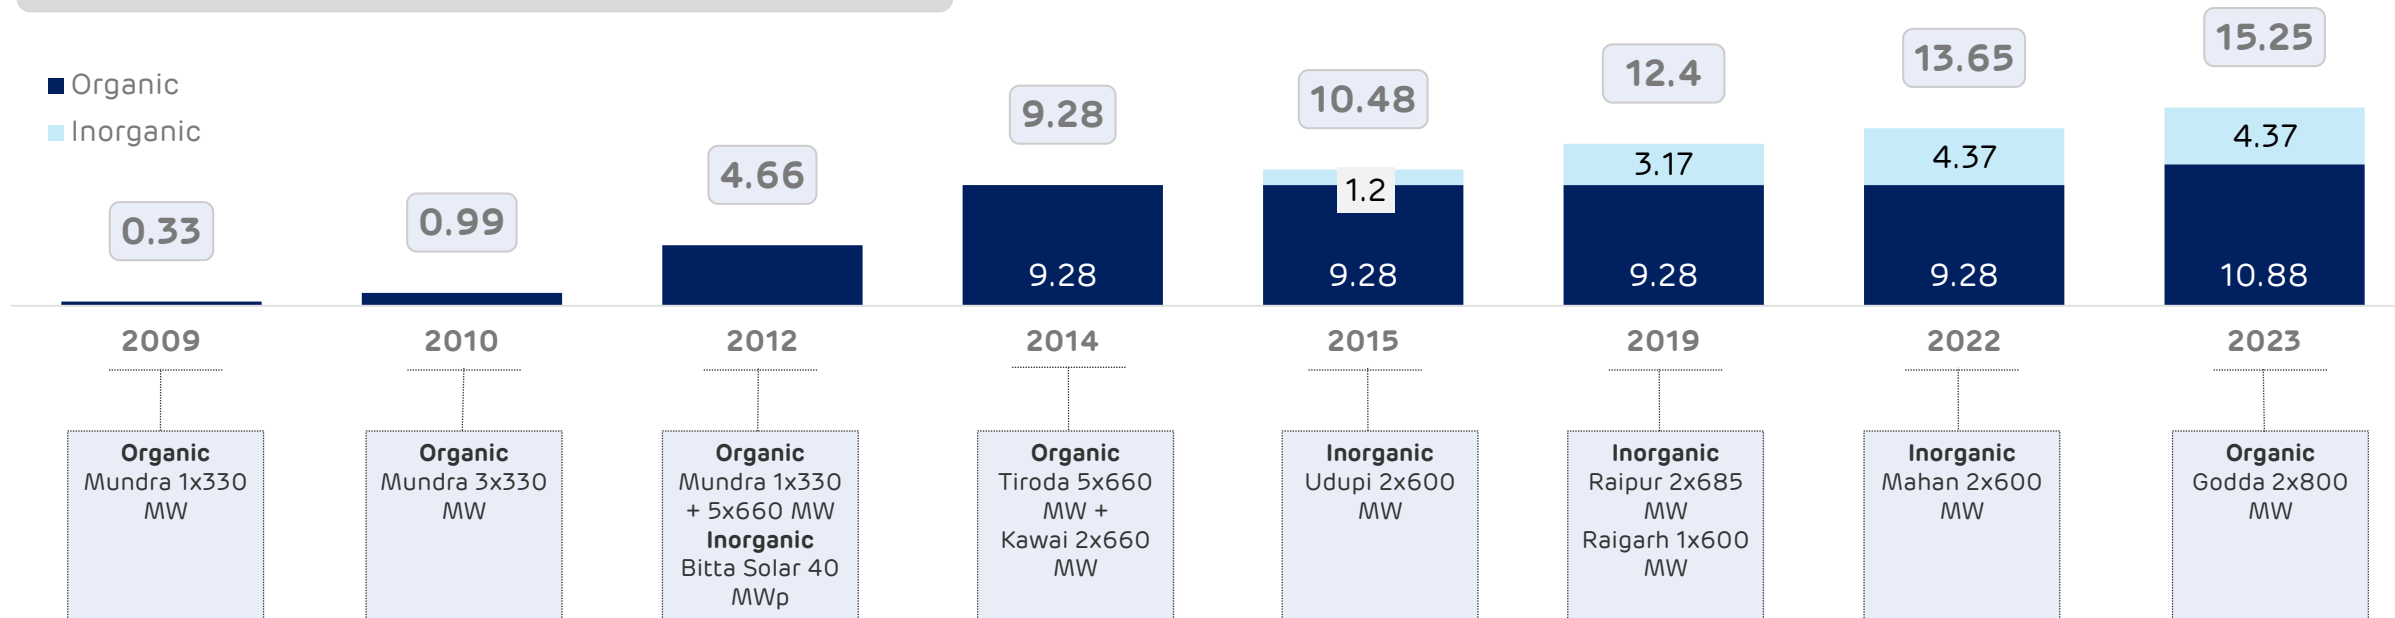 Organic
Inorganic
0.33
0.99
4.66
9.28
10.48
12.4
13.65
15.25
9.28
1.2
9.28
3.17
9.28
4.37
9.28
4.37
10.88
2009
2010
2012
2014
2015
2019
2022
2023
Organic
Mundra 1x330
MW
Organic
Mundra 3x330
MW
Organic
Mundra 1x330
+ 5x660 MW
Inorganic
Bitta Solar 40
MWp
Organic
Tiroda 5x660
MW +
Kawai 2x660
MW
Inorganic
Udupi 2x600
MW
Inorganic
Raipur 2x685
MW
Raigarh 1x600
MW
Inorganic
Mahan 2x600
MW
Organic
Godda 2x800
MW